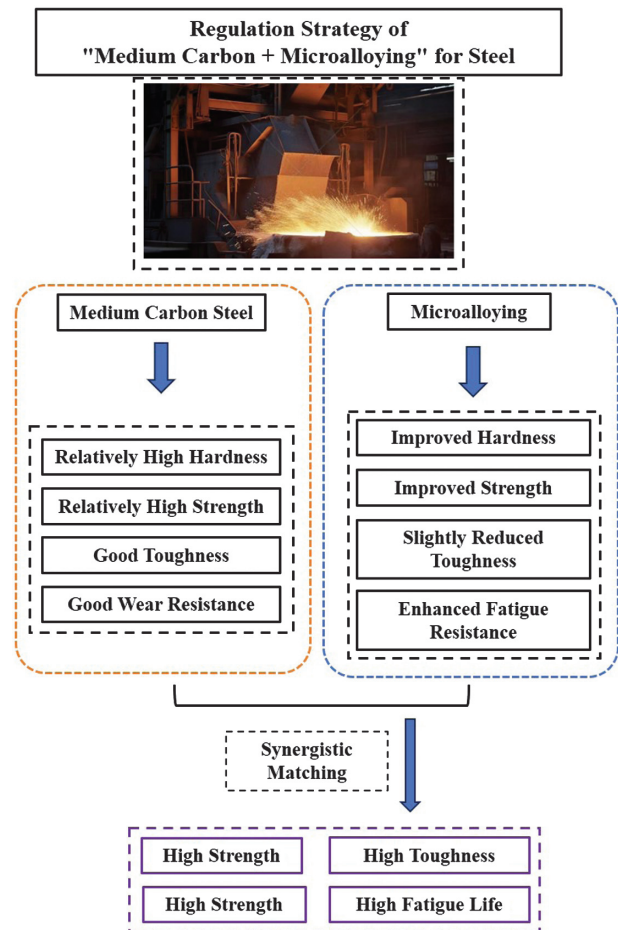 Regulation Strategy of
"Medium Carbon + Microalloying" for Steel
Medium Carbon Steel
Relatively High Hardness
Relatively High Strength
Good Toughness
Good Wear Resistance
Microalloying
Improved Hardness
Improved Strength
Slightly Reduced
Toughness
Enhanced Fatigue
Resistance
Synergistic
Matching
High Strength
High Toughness
High Strength
High Fatigue Life